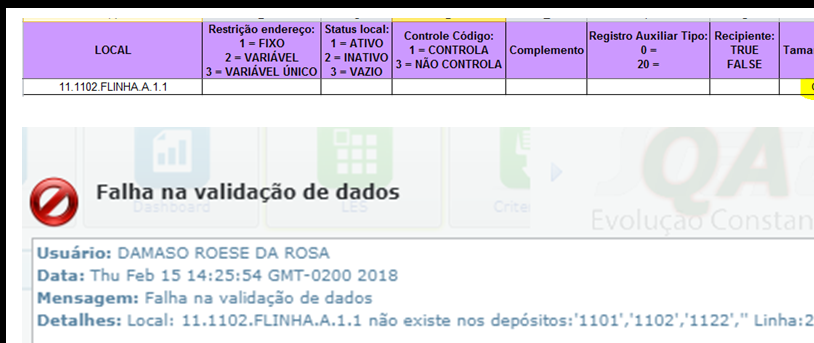 LOCAL
Restrição endereço:
1 = FIXO
2 = VARIÁVEL
3 = VARIÁVEL ÚNICO
Status local:
1 = ATIVO
2 = INATIVO
3 = VAZIO
Controle Código:
1 = CONTROLA
3 = NÃO CONTROLA
Complemento
Registro Auxiliar Tipo:
0 =
20 =
Recipiente:
TRUE
FALSE
Tama
11.1102.FLINHA.A.1.1
QA
Evolução Constan
Dashboard
LES
Crite
Falha na validação de dados
Usuário: DAMASO ROESE DA ROSA
Data: Thu Feb 15 14:25:54 GMT-0200 2018
Mensagem: Falha na validação de dados
Detalhes: Local: 11.1102.FLINHA.A.1.1 não existe nos depósitos:'1101','1102','1122','' Linha:2